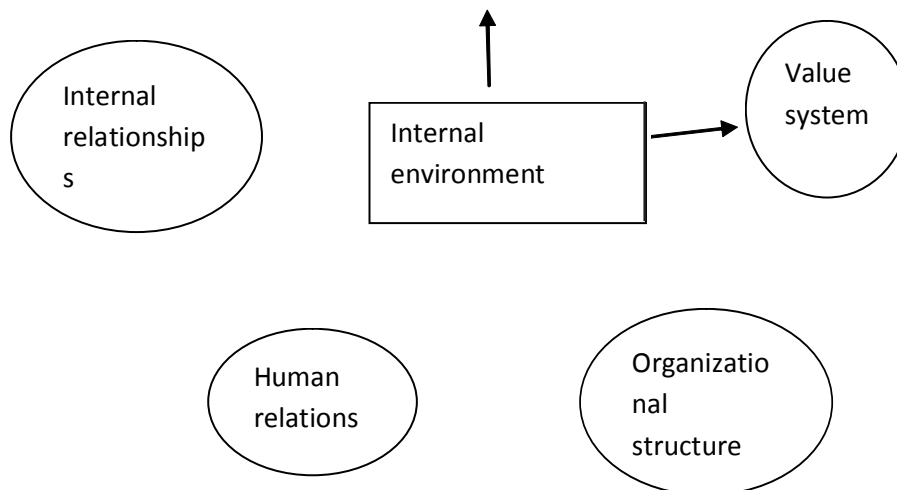 Internal
relationship
s
Internal
environment
Value
system
Human
relations
Organizatio
nal
structure